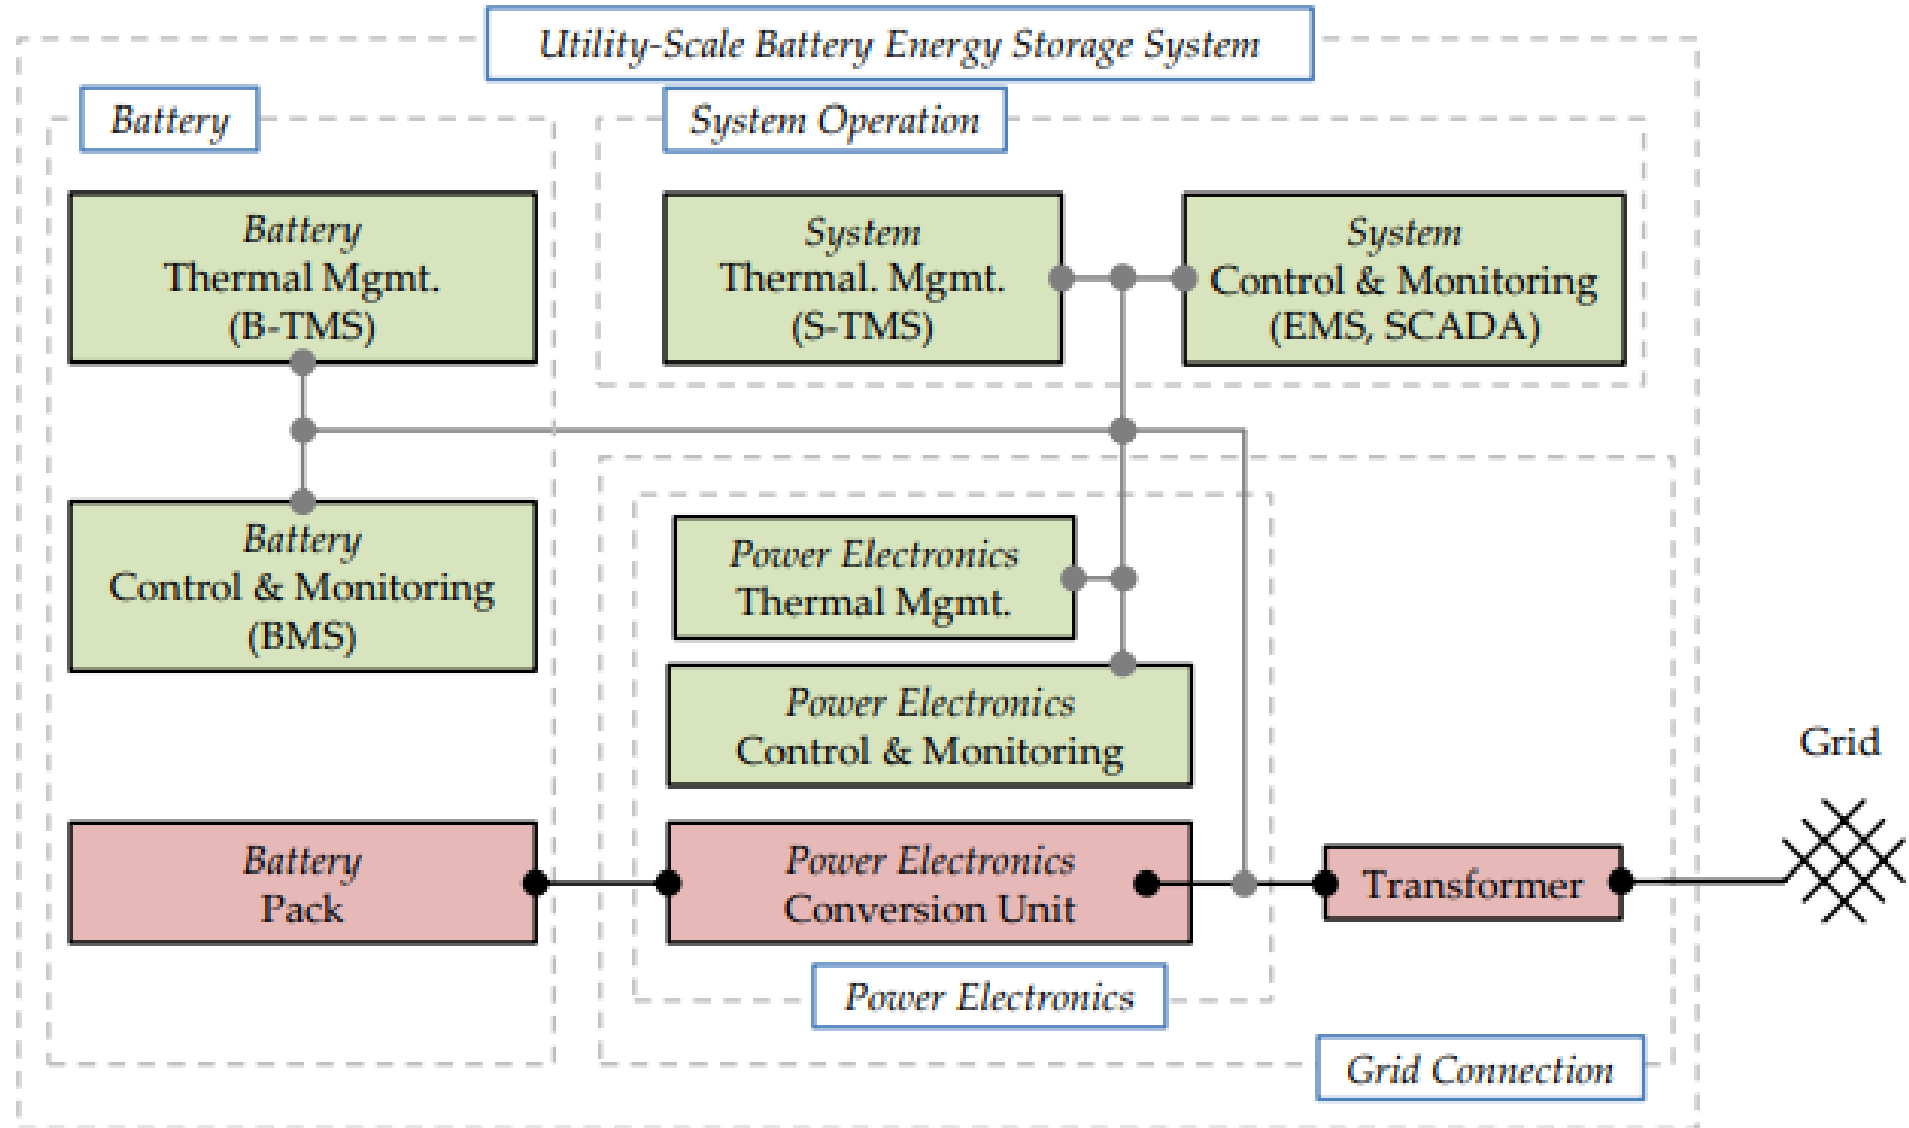 Utility-Scale Battery Energy Storage System
Battery
System Operation
Battery
Thermal Mgmt.
(B-TMS)
System
Thermal. Mgmt.
(S-TMS)
System
Control & Monitoring
(EMS, SCADA)
Battery
Control & Monitoring
(BMS)
Power Electronics
Thermal Mgmt.
Power Electronics
Control & Monitoring
Grid
Battery
Pack
Power Electronics
Conversion Unit
Transformer
Power Electronics
Grid Connection